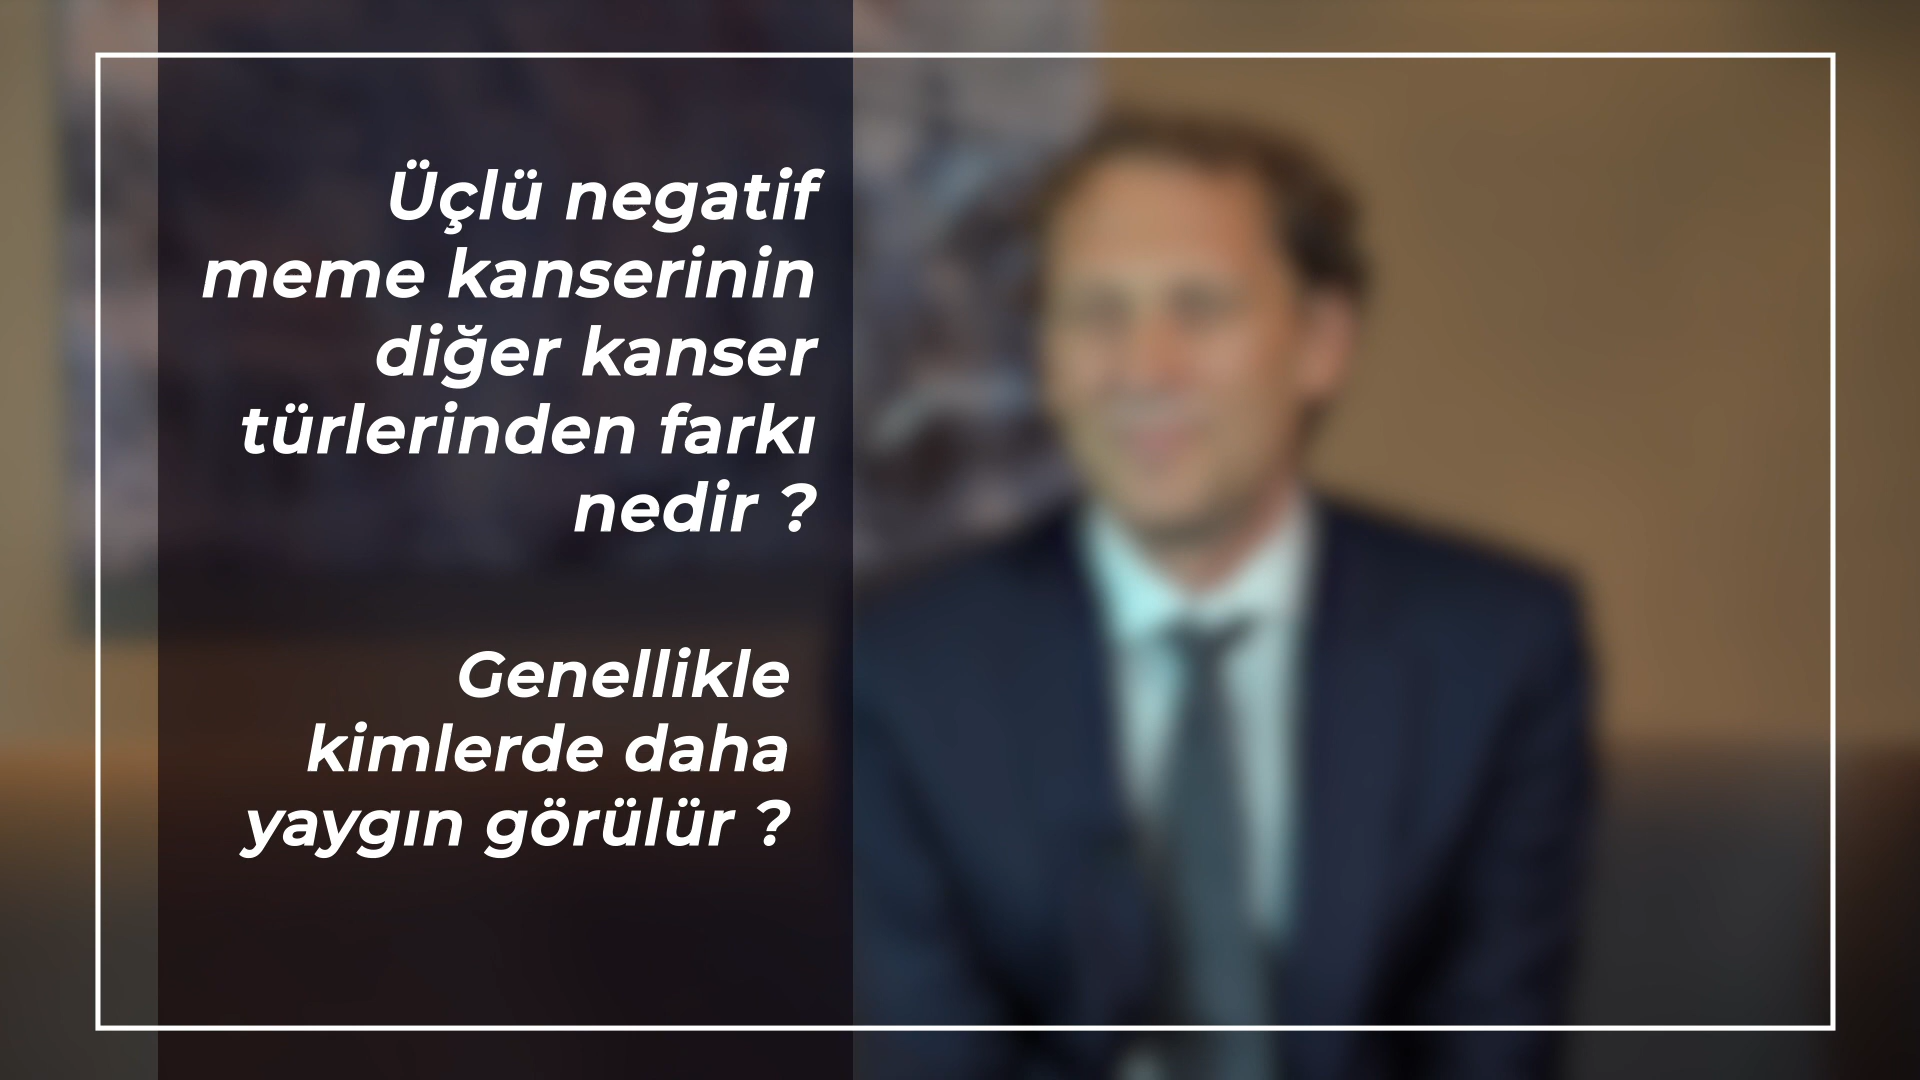 Üçlü negatif
meme kanserinin
diğer kanser
türlerinden farkı
nedir ?
Genellikle
kimlerde daha
yaygın görülür ?